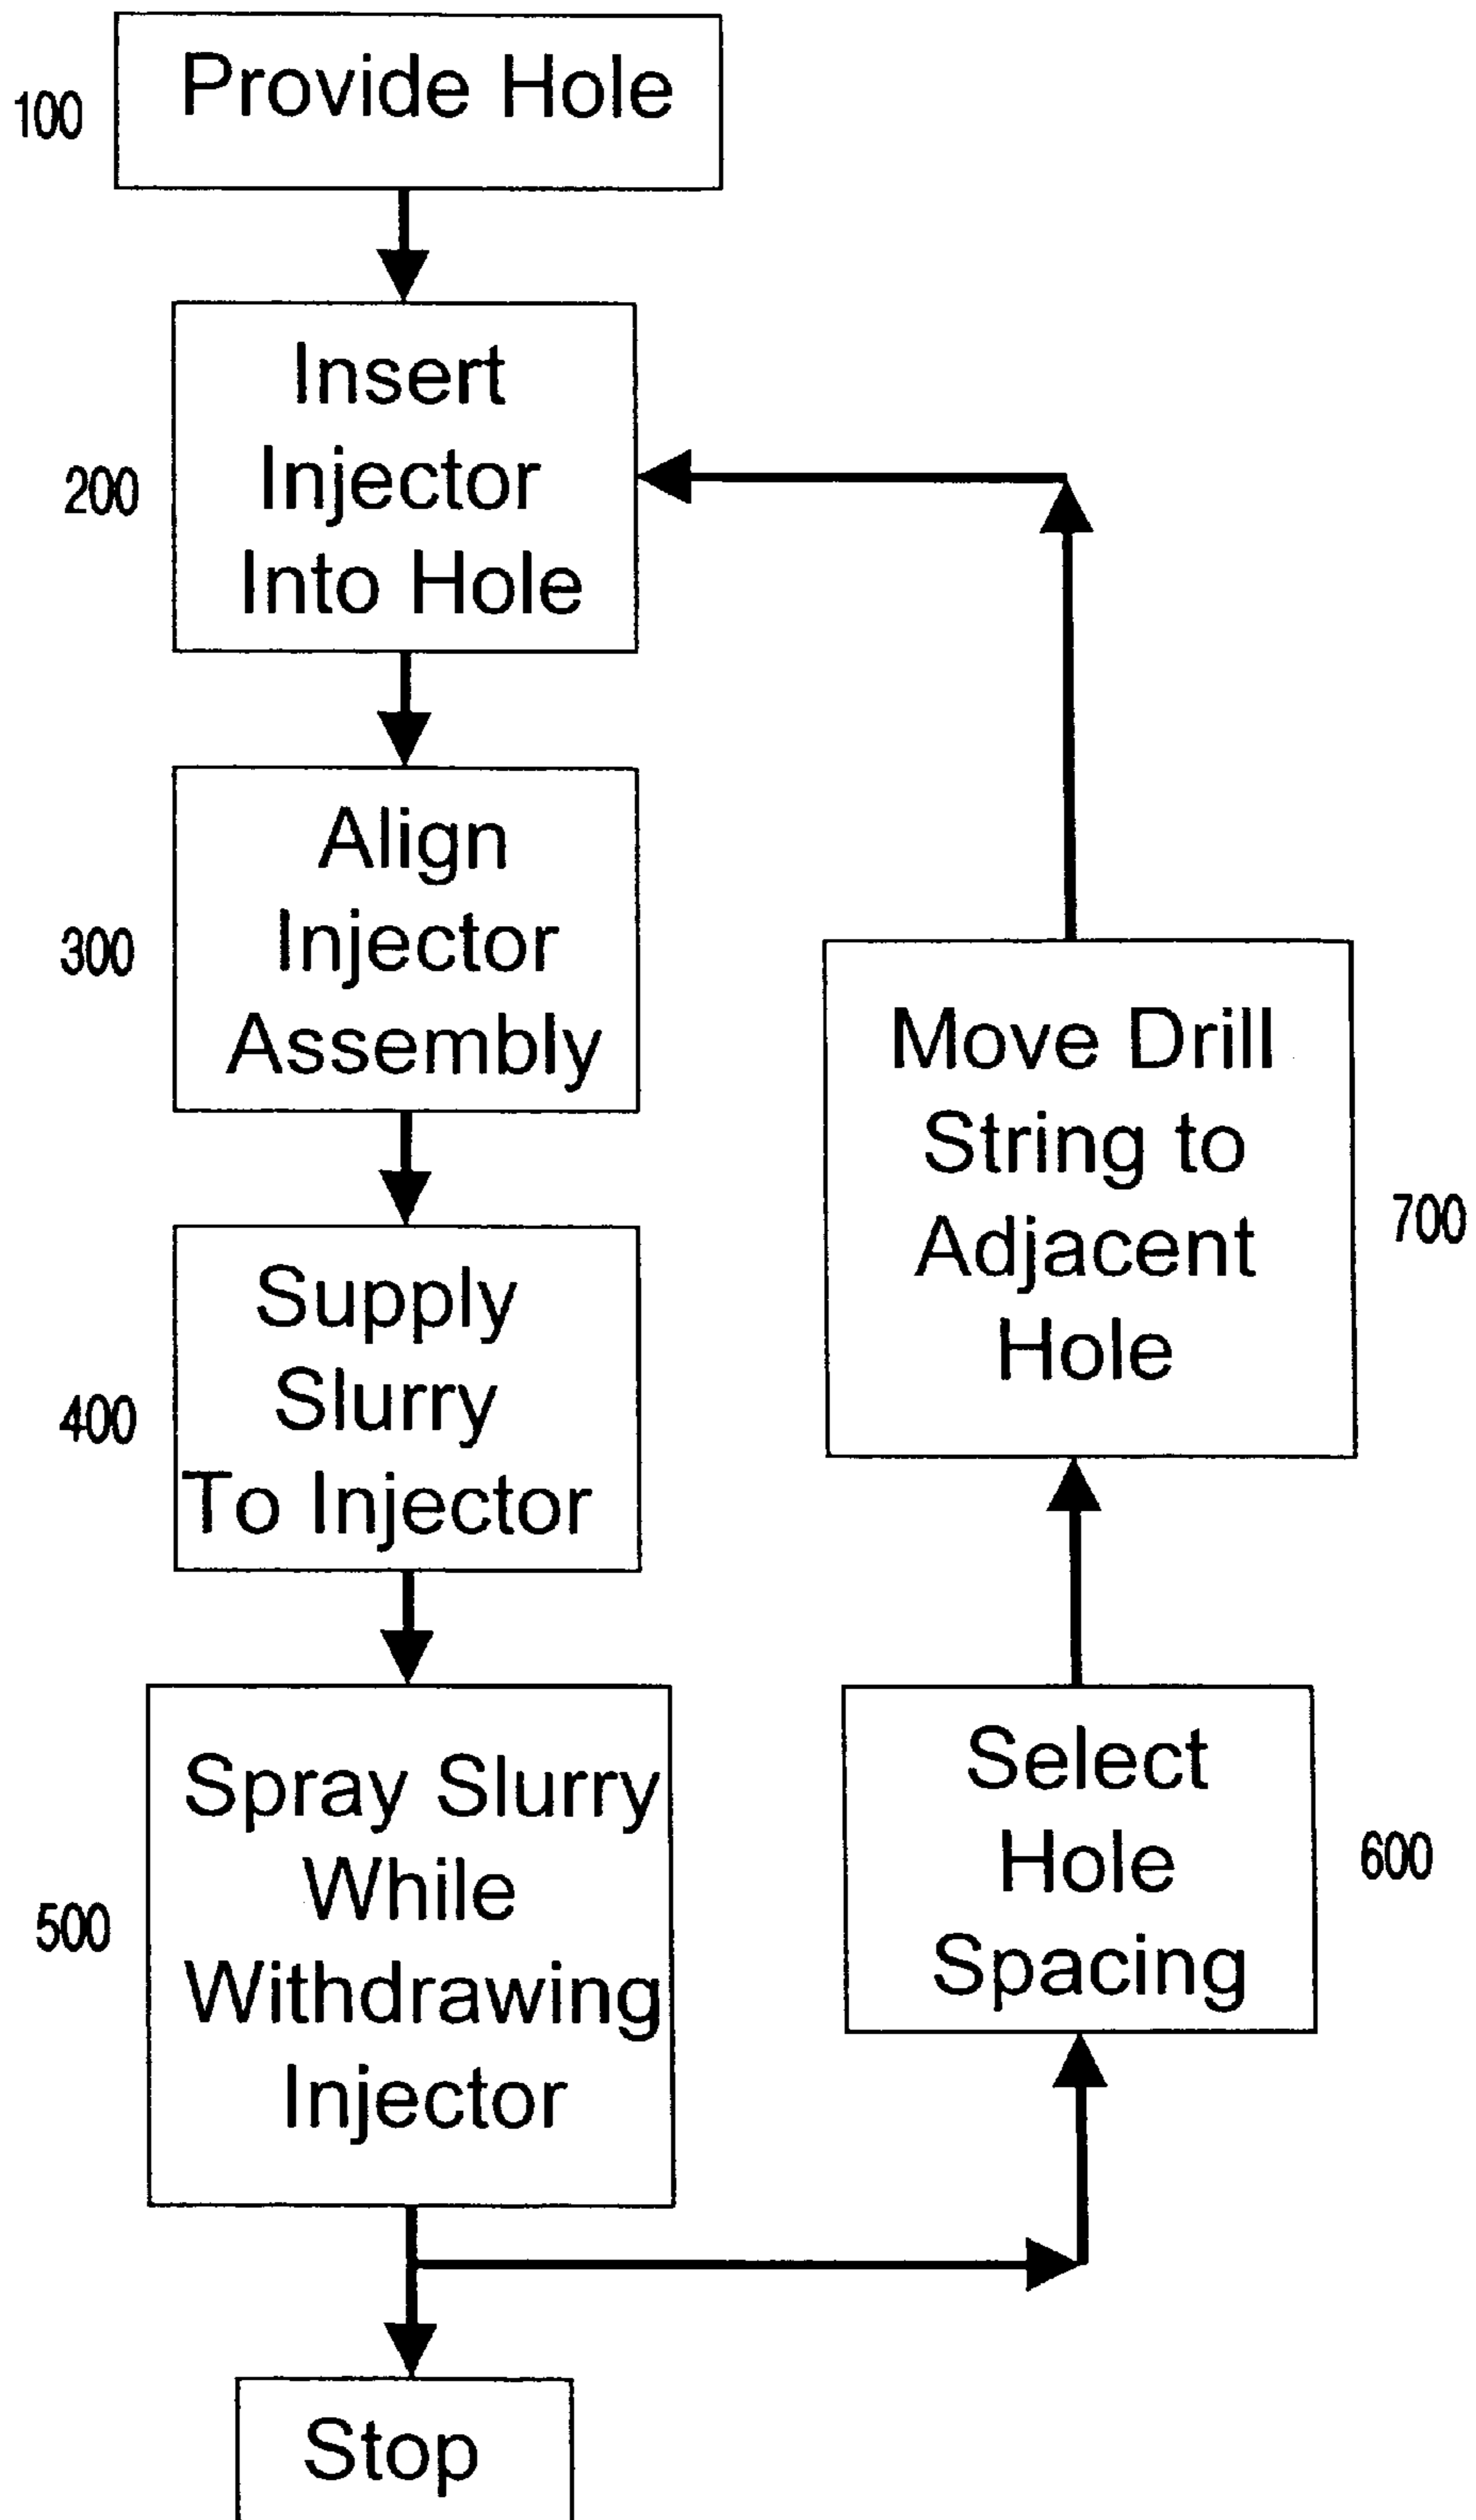 100
Provide Hole
200
Insert
Injector
Into Hole
300
Align
Injector
Assembly
400
Supply
Slurry
To Injector
500
Spray Slurry
While
Withdrawing
Injector
Stop
Select
Hole
Spacing
600
Move Drill
String to
Adjacent
Hole
700